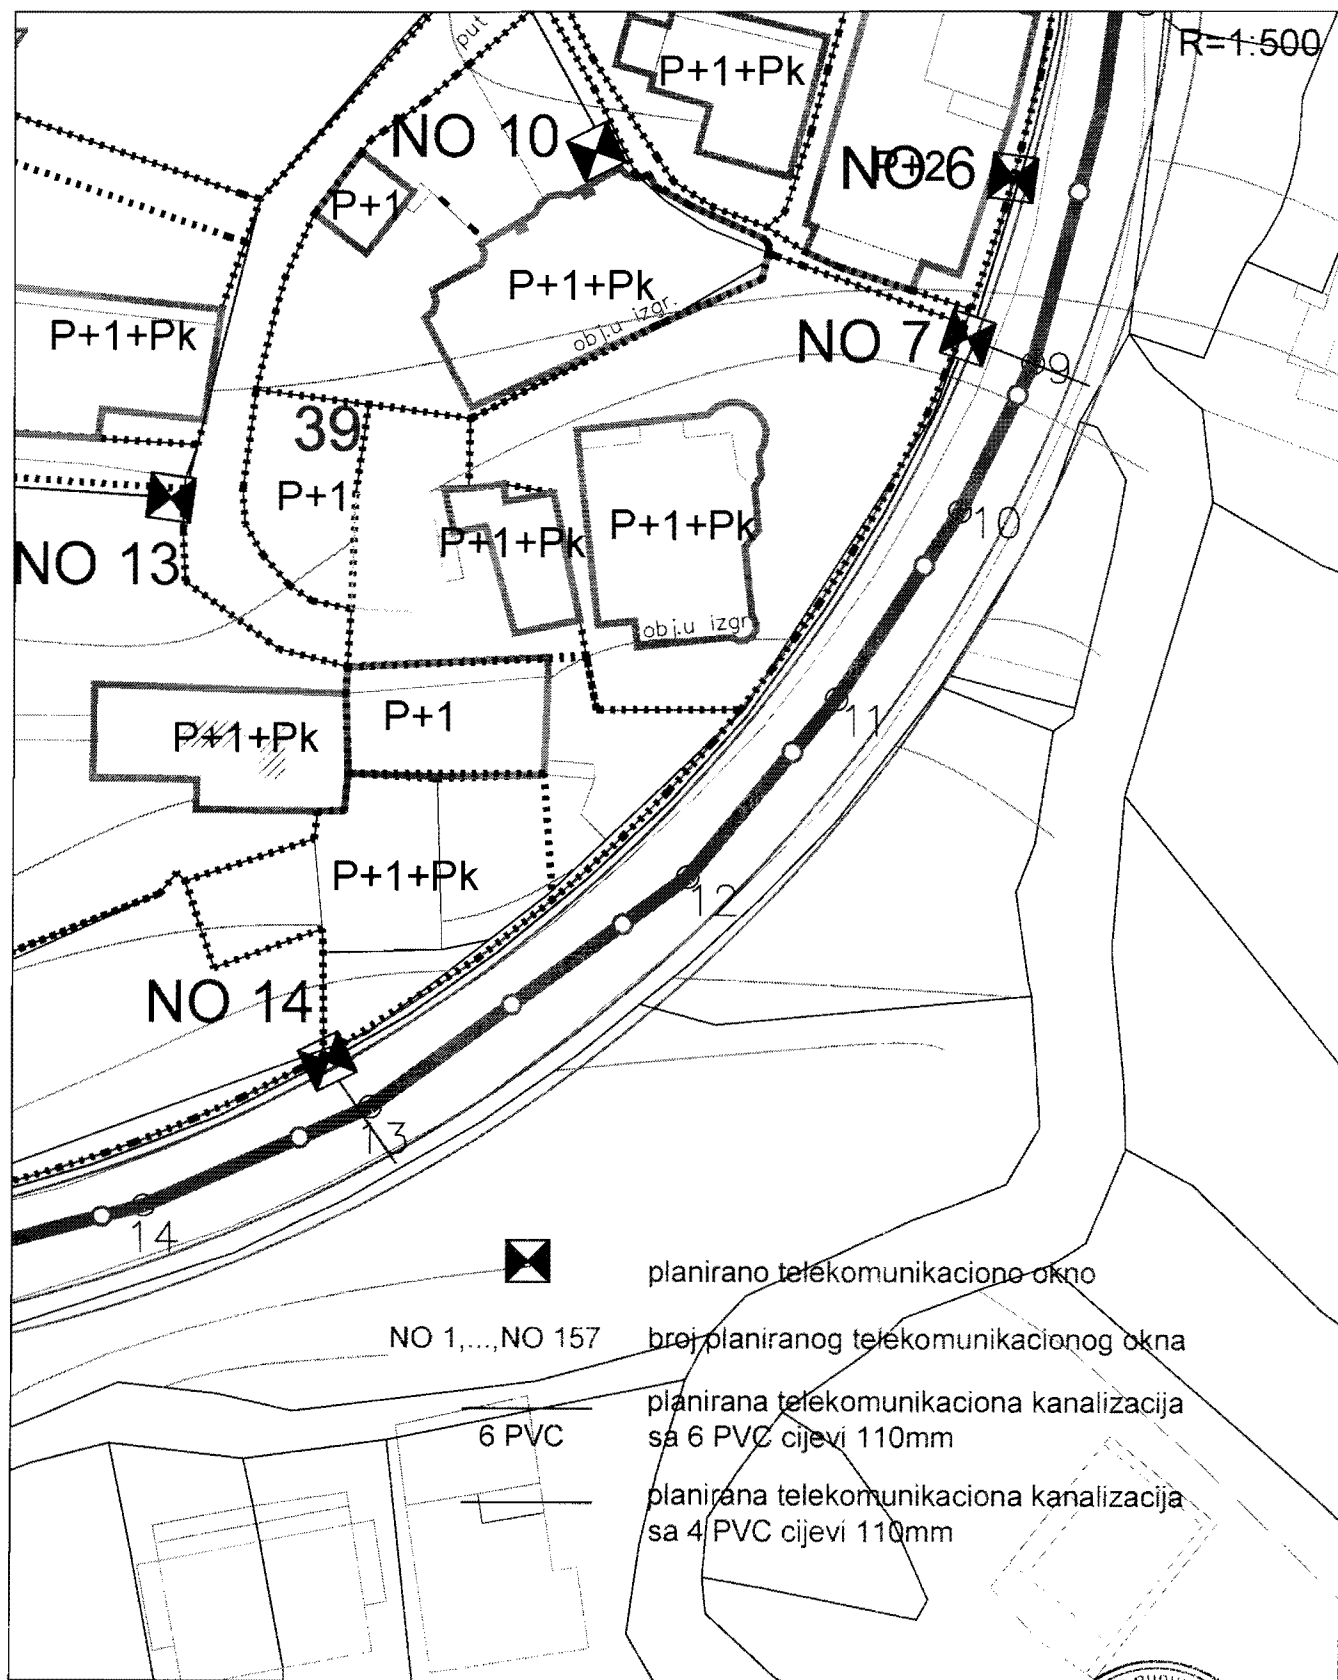 R=1:500
put
P+1+Pk
NO 10
P+2
NO 6
P+1
P+1+Pk
obj.u izgr.
P+1+Pk
NO 7
9
39
P+1
P+1+Pk
P+1+Pk
10
NO 13
obj.u izgr
P+1+Pk
P+1
11
P+1+Pk
12
NO 14
13
14
planirano telekomunikaciono okno
NO 1,...,NO 157 broj planiranog telekomunikacionog okna
planirana telekomunikaciona kanalizacija
6 PVC sa 6 PVC cijevi 110mm
planirana telekomunikaciona kanalizacija
sa 4 PVC cijevi 110mm